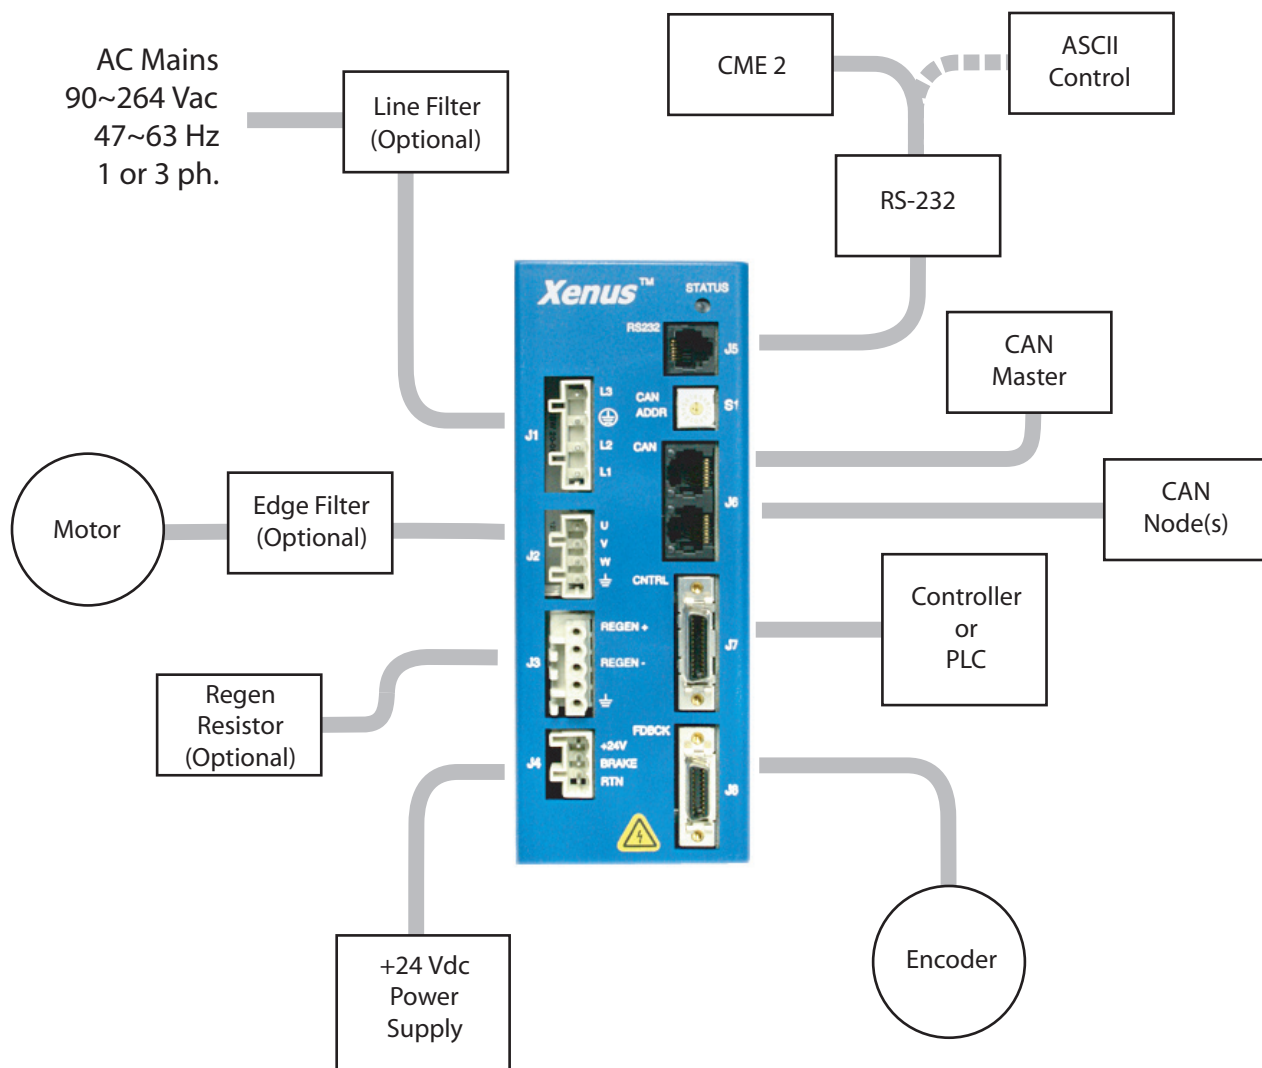 AC Mains
90~264 Vac
47~63 Hz
1 or 3 ph.
Line Filter
(Optional)
CME 2
ASCII
Control
RS-232
Xenus™
STATUS
RS232
J5
CAN
ADDR
S1
CAN
J6
L3
J1
L2
L1
U
J2
V
W
CNTRL
J7
REGEN +
J3
REGEN -
FDBCK
+24V
J4
BRAKE
RTN
J8
CAN
Master
CAN
Node(s)
Motor
Edge Filter
(Optional)
Controller
or
PLC
Regen
Resistor
(Optional)
+24 Vdc
Power
Supply
Encoder